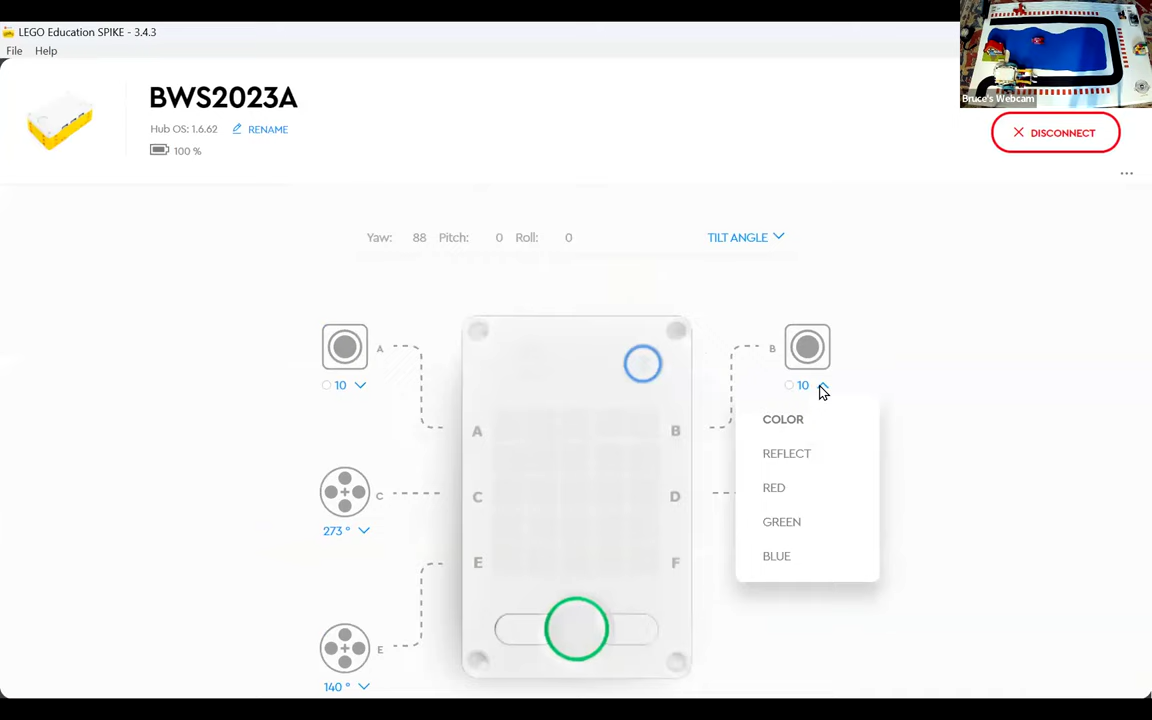 LEGO Education SPIKE - 3.4.3
File Help
BWS2023A
Hub OS: 1.6.62 RENAME
100 %
Bruce's Webcam
DISCONNECT
...
Yaw: 88 Pitch: 0 Roll: 0 TILT ANGLE
A B
10 10
COLOR
A B
REFLECT
RED
C C D
GREEN
273 °
BLUE
E F
E
140 °